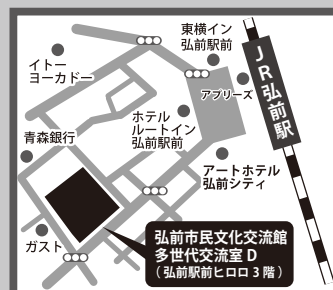 東横イン
弘前駅前
イトー
ヨーカドー
アプリーズ
JR弘前駅
ホテル
ルートイン
弘前駅前
青森銀行
アートホテル
弘前シティ
ガスト
弘前市民文化交流館
多世代交流室 D
(弘前駅前ヒロロ 3 階)